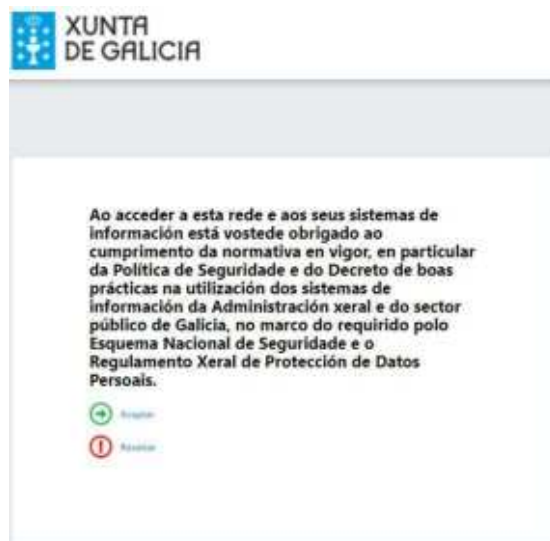 XUNTA
DE GALICIA
Ao acceder a esta rede e aos seus sistemas de
información está vostede obrigado ao
cumprimento da normativa en vigor, en particular
da Política de Seguridade e do Decreto de boas
prácticas na utilización dos sistemas de
información da Administración xeral e do sector
público de Galicia, no marco do requirido polo
Esquema Nacional de Seguridade e o
Regulamento Xeral de Protección de Datos
Persoais.
Aceptar